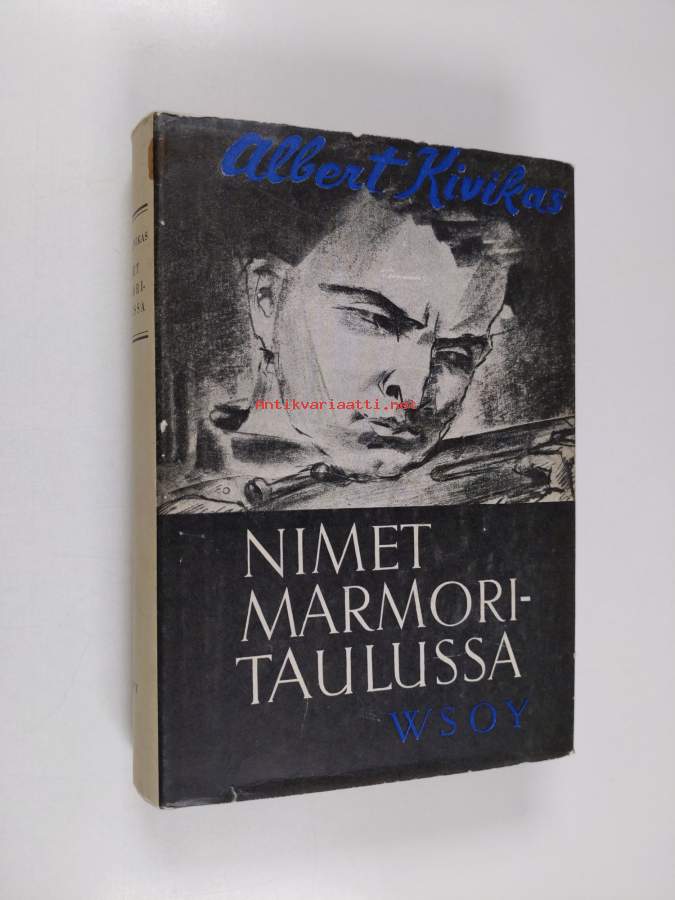 Albert Kivikas
Antikvariaatti.net
NIMET
MARMORI-
TAULUSSA
WSOY